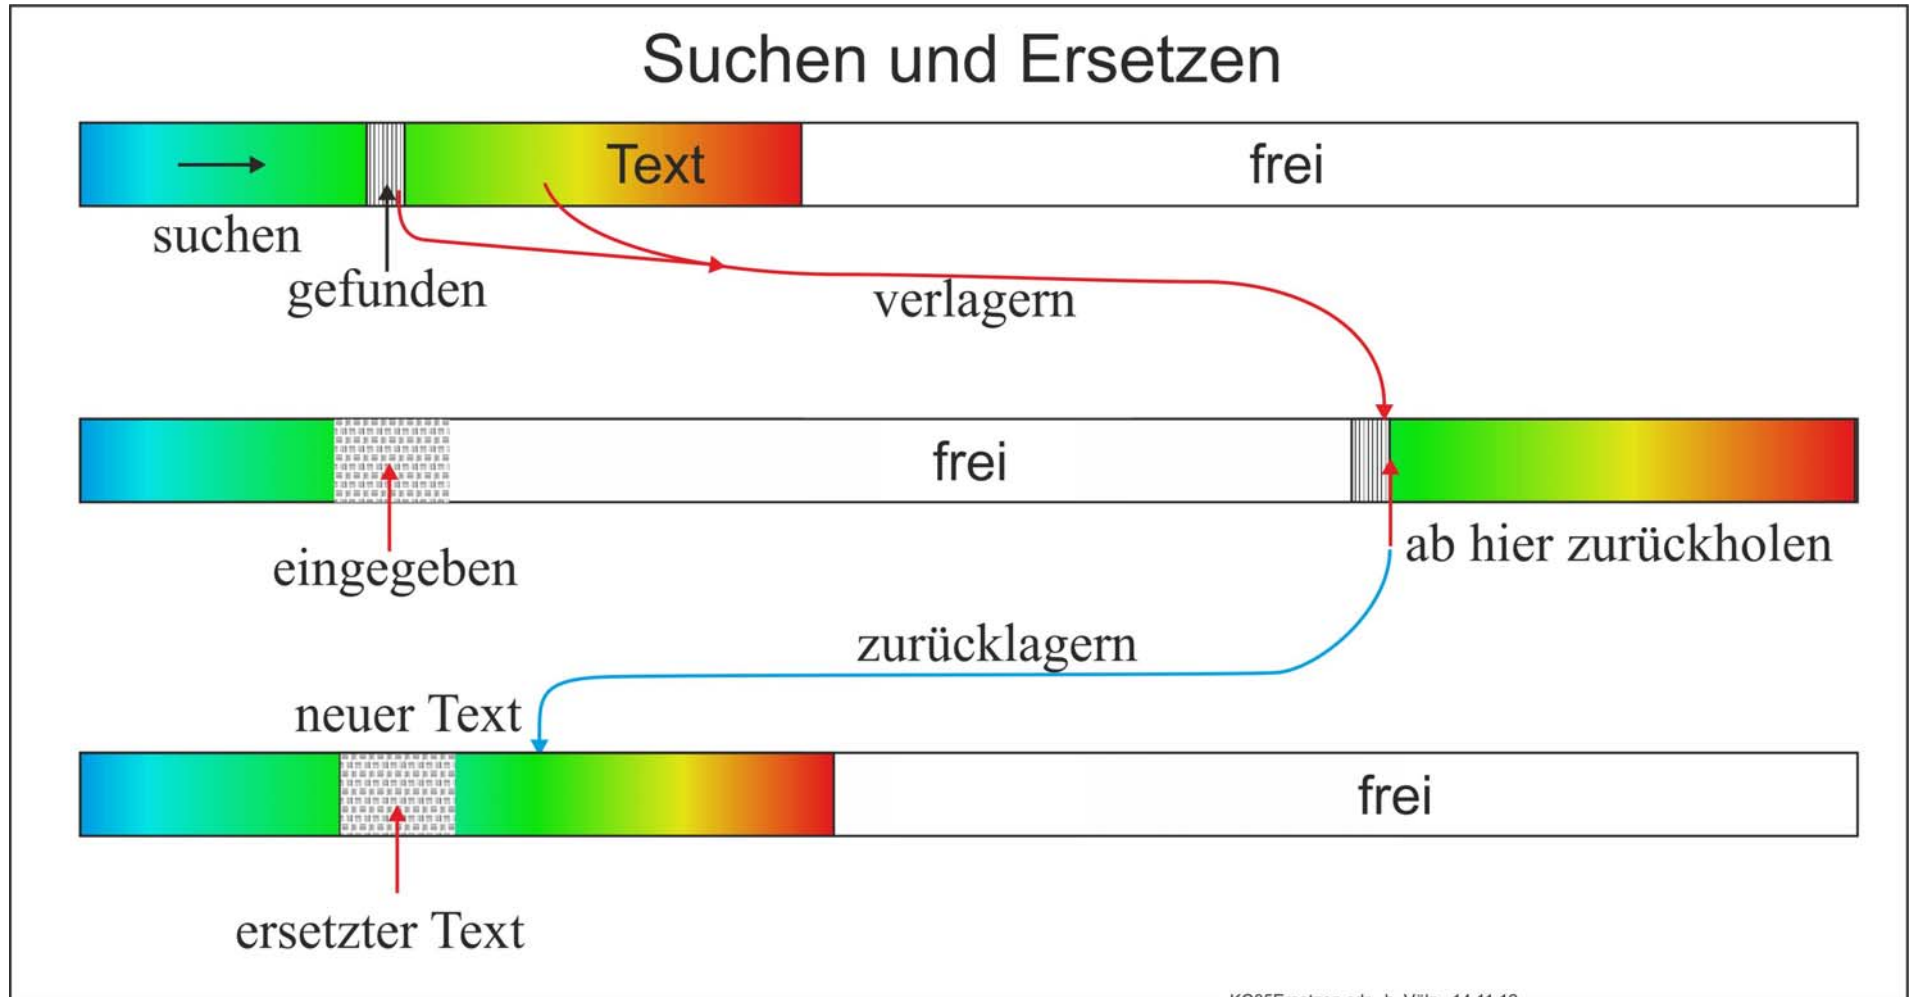 Suchen und Ersetzen
Text
frei
suchen
gefunden
verlagern
frei
eingegeben
ab hier zurückholen
zurücklagern
neuer Text
frei
ersetzter Text